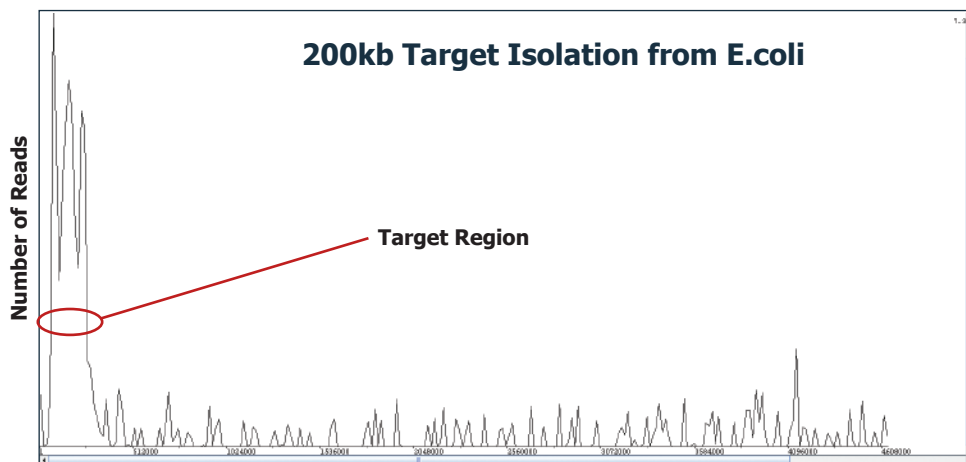 200kb Target Isolation from E.coli
Number of Reads
Target Region
512000 1024000 1536000 2048000 2560000 3072000 3584000 4096000 4608000